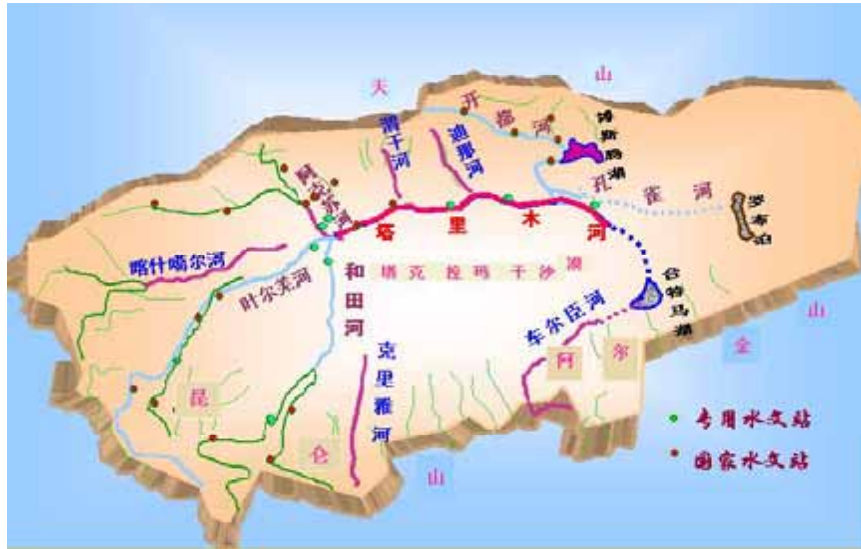 天山
开都河
博斯腾湖
渭干河
迪那河
阿克苏河
孔雀河
罗布泊
塔里木河
喀什噶尔河
叶尔羌河
和田河
塔克拉玛干沙漠
台特马湖
车尔臣河
克里雅河
阿尔金山
昆仑山
专用水文站
国家水文站